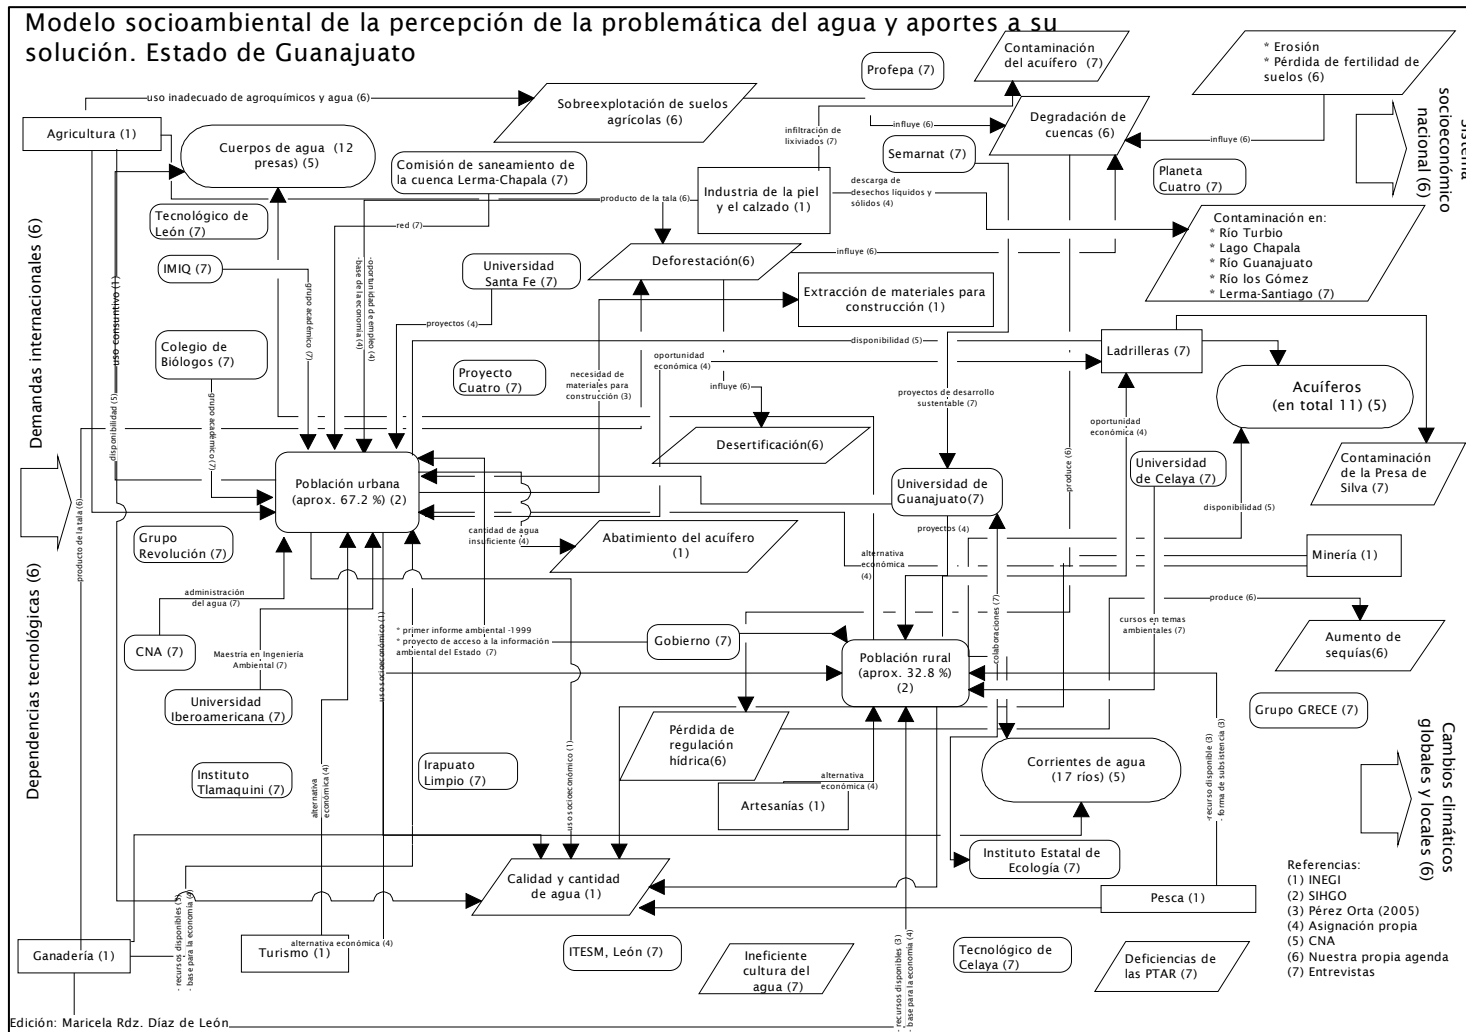 Modelo socioambiental de la percepción de la problemática del agua y aportes a su
solución. Estado de Guanajuato
Contaminación
del acuífero (7)
* Erosión
* Pérdida de fertilidad de
suelos (6)
Profepa (7)
uso inadecuado de agroquímicos y agua (6)
Sobreexplotación de suelos
agrícolas (6)
Degradación de
cuencas (6)
influye (6)
influye (6)
Sistema
socioeconómico
nacional (6)
Agricultura (1)
Cuerpos de agua (12
presas) (5)
Comisión de saneamiento de
la cuenca Lerma-Chapala (7)
infiltración de
lixiviados (7)
Semarnat (7)
Planeta
Cuatro (7)
Industria de la piel
y el calzado (1)
descarga de
desechos líquidos y
sólidos (4)
producto de la tala (6)
Tecnológico de
León (7)
red (7)
Contaminación en:
* Río Turbio
* Lago Chapala
* Río Guanajuato
* Río los Gómez
* Lerma-Santiago (7)
Demandas internacionales (6)
IMIQ (7)
Universidad
Santa Fe (7)
Deforestación(6)
influye (6)
Extracción de materiales para
construcción (1)
uso consuntivo (1)
grupo académico (7)
-oportunidad de empleo (4)
-base de la economía (4)
proyectos (4)
disponibilidad (5)
Ladrilleras (7)
Colegio de
Biólogos (7)
Proyecto
Cuatro (7)
oportunidad
económica (4)
necesidad de
materiales para
construcción (3)
influye (6)
proyectos de desarrollo
sustentable (7)
Acuíferos
(en total 11) (5)
disponibilidad (5)
grupo académico (7)
Desertificación(6)
oportunidad
económica (4)
produce (6)
Contaminación
de la Presa de
Silva (7)
Población urbana
(aprox. 67.2 %) (2)
Universidad de
Guanajuato(7)
Universidad
de Celaya (7)
disponibilidad (5)
producto de la tala (6)
Grupo
Revolución (7)
cantidad de agua
insuficiente (4)
Abatimiento del acuífero
(1)
proyectos (4)
alternativa
económica
(4)
Minería (1)
Dependencias tecnológicas (6)
administración
del agua (7)
produce (6)
colaboraciones (7)
cursos en temas
ambientales (7)
* primer informe ambiental -1999
* proyecto de acceso a la información
ambiental del Estado (7)
Gobierno (7)
Aumento de
sequías(6)
CNA (7)
Maestría en Ingeniería
Ambiental (7)
uso socioeconómico (1)
Población rural
(aprox. 32.8 %)
(2)
Universidad
Iberoamericana (7)
Grupo GRECE (7)
Pérdida de
regulación
hídrica(6)
Cambios climáticos
globales y locales (6)
Instituto
Tlamaquini (7)
alternativa
económica (4)
Irapuato
Limpio (7)
uso socioeconómico (1)
Corrientes de agua
(17 ríos) (5)
-recurso disponible (3)
- forma de subsistencia (3)
alternativa
económica (4)
Artesanías (1)
Calidad y cantidad
de agua (1)
Instituto Estatal de
Ecología (7)
Pesca (1)
Referencias:
(1) INEGI
(2) SIHGO
(3) Pérez Orta (2005)
(4) Asignación propia
(5) CNA
(6) Nuestra propia agenda
(7) Entrevistas
Ganadería (1)
- recursos disponibles (3)
- base para la economía (4)
Turismo (1)
alternativa económica (4)
ITESM, León (7)
Ineficiente
cultura del
agua (7)
- recursos disponibles (3)
- base para la economía (4)
Tecnológico de
Celaya (7)
Deficiencias de
las PTAR (7)
Edición: Maricela Rdz. Díaz de León